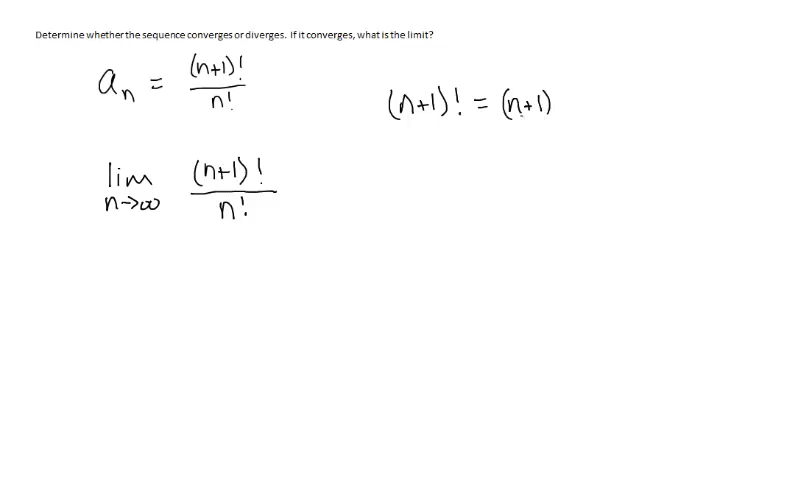 Determine whether the sequence converges or diverges. If it converges, what is the limit?
a_n = (n+1)! / n!
(n+1)! = (n+1)
lim n→∞ (n+1)! / n!